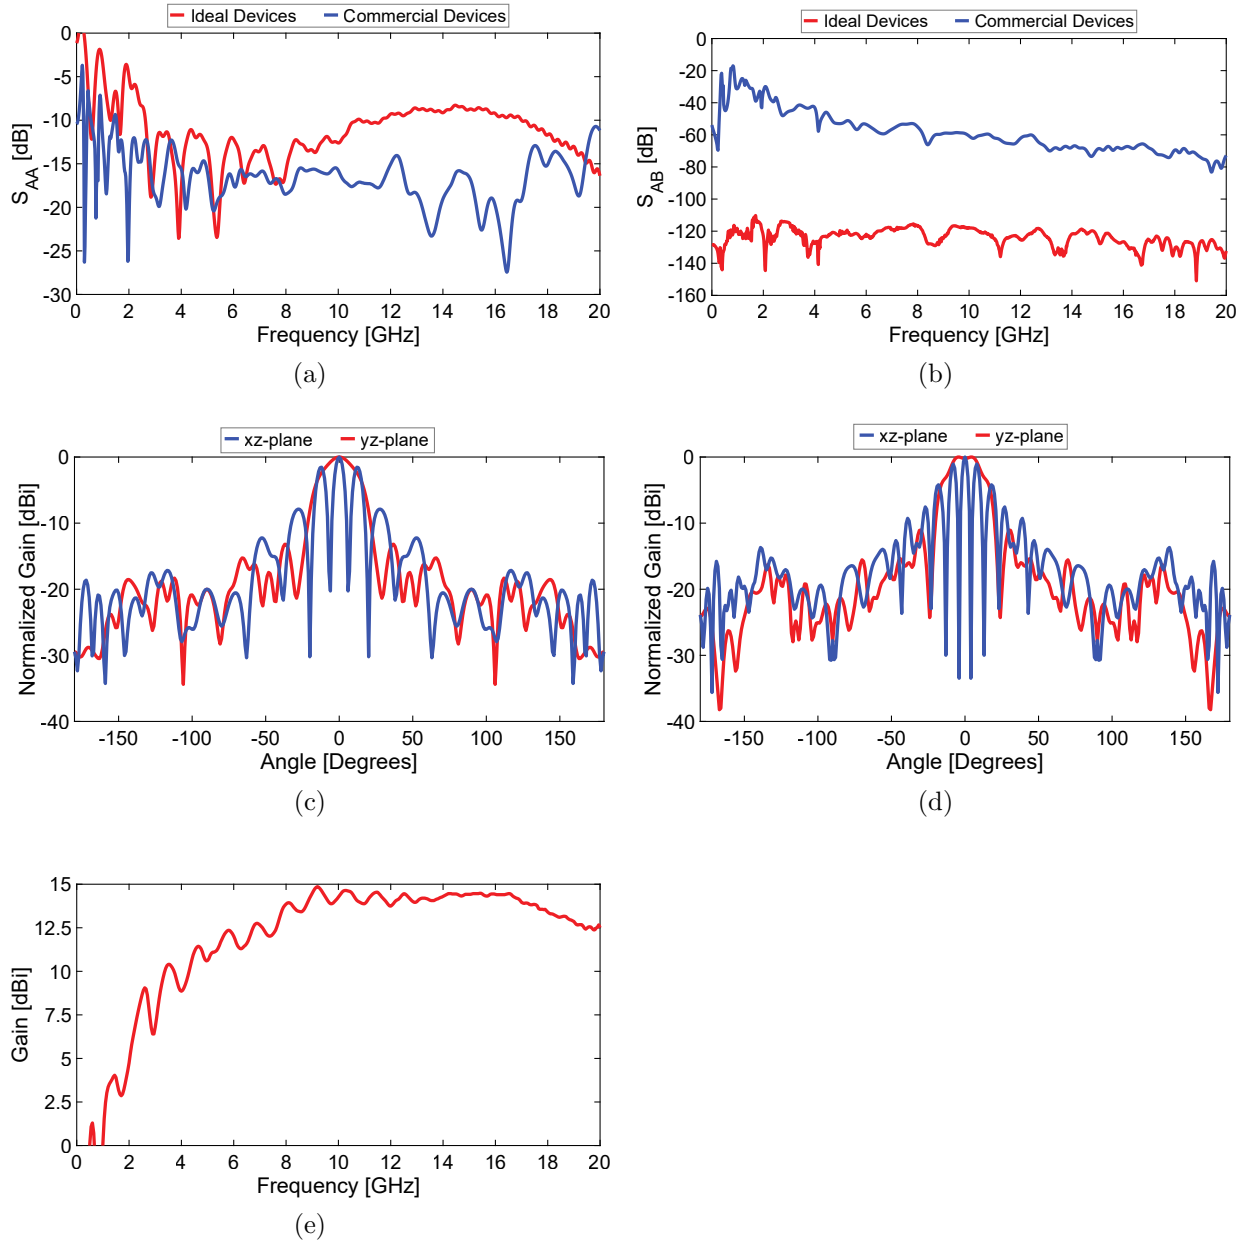 Ideal Devices Commercial Devices
0
-5
-10
-15
-20
-25
-30
S_AA [dB]
0 2 4 6 8 10 12 14 16 18 20
Frequency [GHz]
(a)
Ideal Devices Commercial Devices
0
-20
-40
-60
-80
-100
-120
-140
-160
S_AB [dB]
0 2 4 6 8 10 12 14 16 18 20
Frequency [GHz]
(b)
xz-plane yz-plane
0
-10
-20
-30
-40
Normalized Gain [dBi]
-150 -100 -50 0 50 100 150
Angle [Degrees]
(c)
xz-plane yz-plane
0
-10
-20
-30
-40
Normalized Gain [dBi]
-150 -100 -50 0 50 100 150
Angle [Degrees]
(d)
15
12.5
10
7.5
5
2.5
0
Gain [dBi]
0 2 4 6 8 10 12 14 16 18 20
Frequency [GHz]
(e)